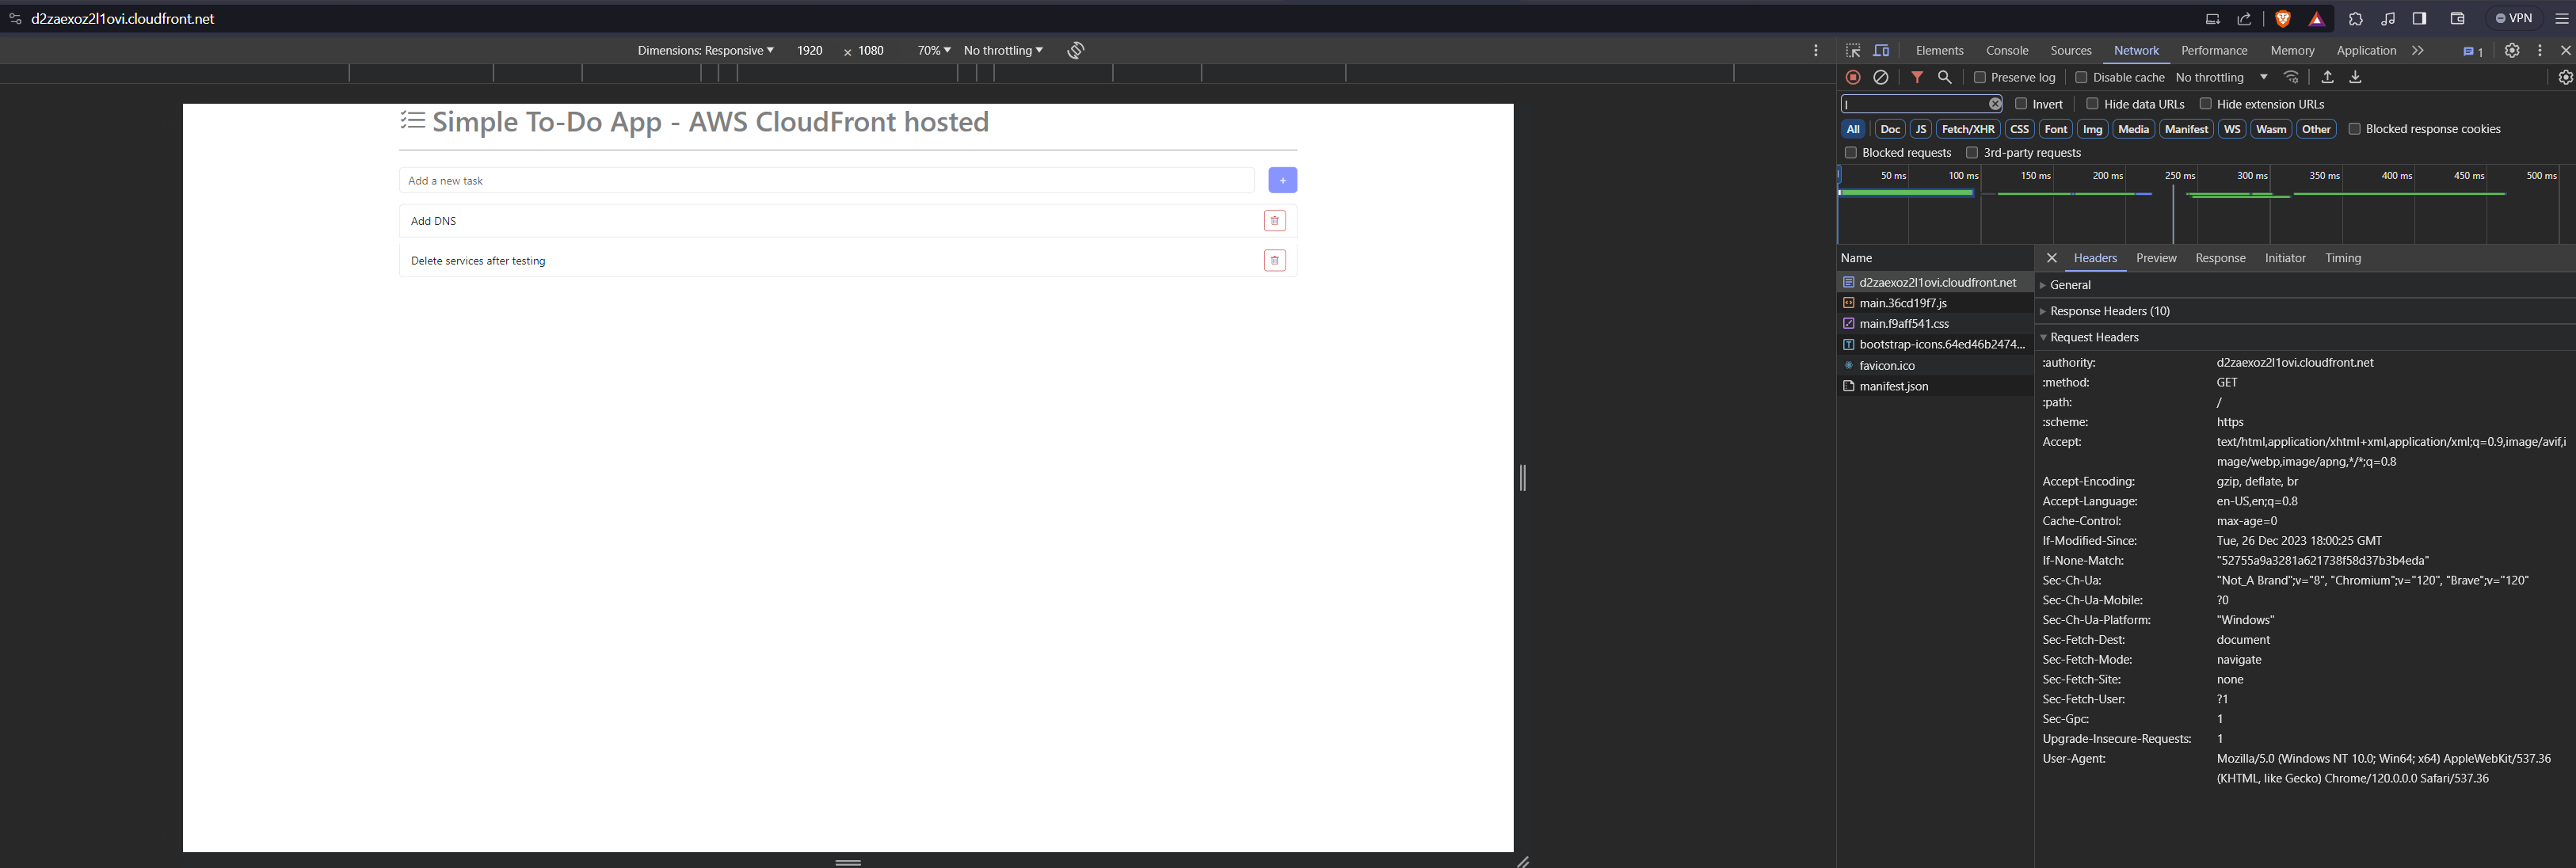 d2zaexoz2l1ovi.cloudfront.net
VPN
Dimensions: Responsive 1920 × 1080 70% No throttling
Elements Console Sources Network Performance Memory Application 1
Preserve log Disable cache No throttling
Invert Hide data URLs Hide extension URLs
All Doc JS Fetch/XHR CSS Font Img Media Manifest WS Wasm Other Blocked response cookies
Blocked requests 3rd-party requests
50 ms 100 ms 150 ms 200 ms 250 ms 300 ms 350 ms 400 ms 450 ms 500 ms
Simple To-Do App - AWS CloudFront hosted
Add a new task
+
Add DNS
Delete services after testing
Name
d2zaexoz2l1ovi.cloudfront.net
main.36cd19f7.js
main.f9aff541.css
bootstrap-icons.64ed46b2474...
favicon.ico
manifest.json
Headers Preview Response Initiator Timing
General
Response Headers (10)
Request Headers
:authority: d2zaexoz2l1ovi.cloudfront.net
:method: GET
:path: /
:scheme: https
Accept: text/html,application/xhtml+xml,application/xml;q=0.9,image/avif,i
mage/webp,image/apng,*/*;q=0.8
Accept-Encoding: gzip, deflate, br
Accept-Language: en-US,en;q=0.8
Cache-Control: max-age=0
If-Modified-Since: Tue, 26 Dec 2023 18:00:25 GMT
If-None-Match: "52755a9a3281a621738f58d37b3b4eda"
Sec-Ch-Ua: "Not_A Brand";v="8", "Chromium";v="120", "Brave";v="120"
Sec-Ch-Ua-Mobile: ?0
Sec-Ch-Ua-Platform: "Windows"
Sec-Fetch-Dest: document
Sec-Fetch-Mode: navigate
Sec-Fetch-Site: none
Sec-Fetch-User: ?1
Sec-Gpc: 1
Upgrade-Insecure-Requests: 1
User-Agent: Mozilla/5.0 (Windows NT 10.0; Win64; x64) AppleWebKit/537.36
(KHTML, like Gecko) Chrome/120.0.0.0 Safari/537.36